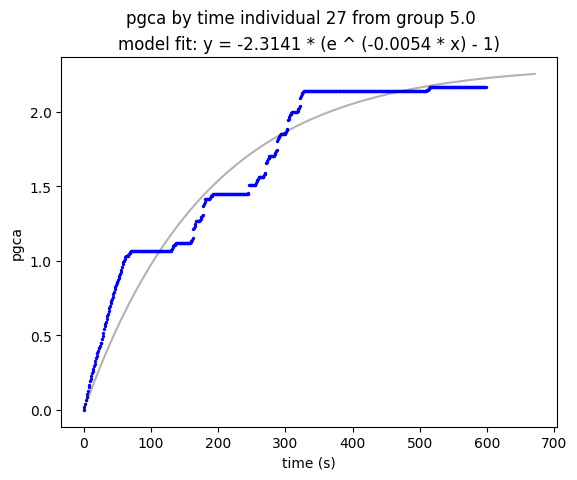 pgca by time individual 27 from group 5.0
model fit: y = -2.3141 * (e ^ (-0.0054 * x) - 1)
2.0
1.5
1.0
0.5
0.0
pgca
0 100 200 300 400 500 600 700
time (s)